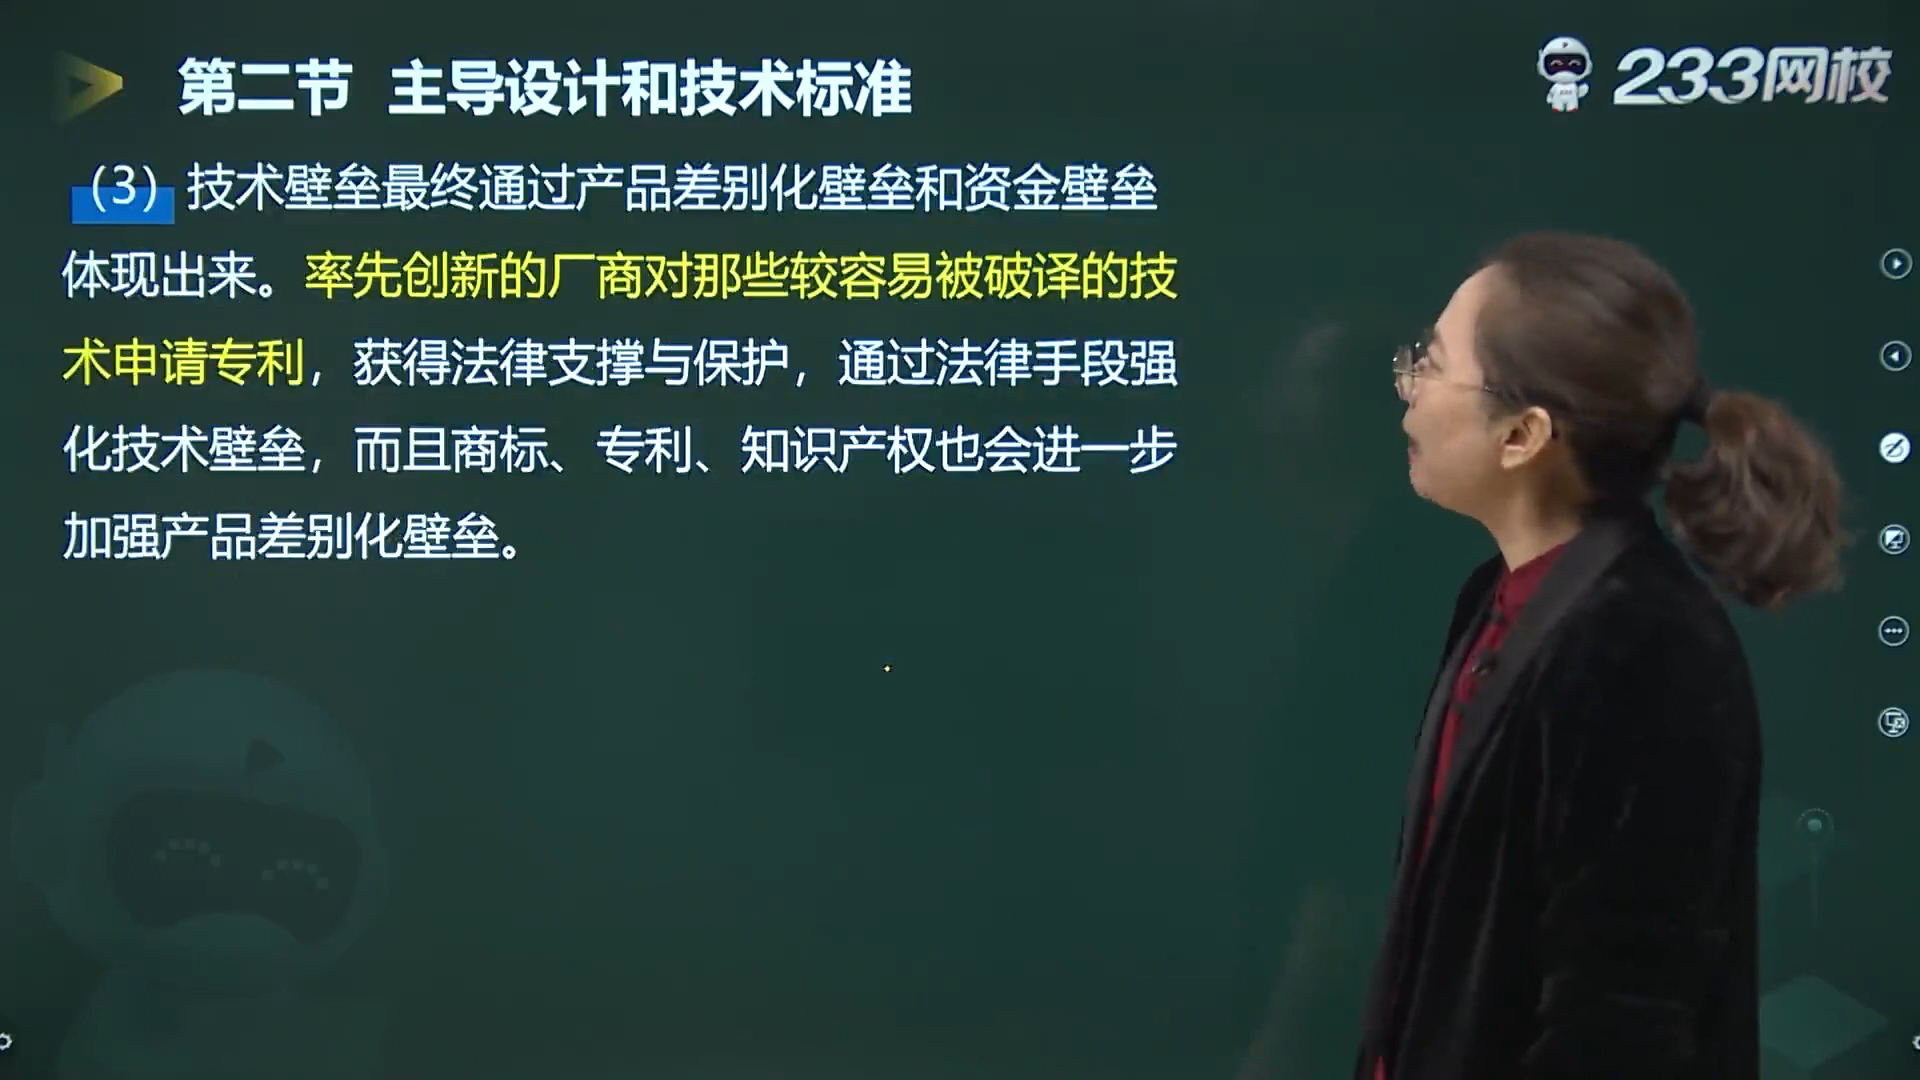 第二节 主导设计和技术标准
233网校
（3）技术壁垒最终通过产品差别化壁垒和资金壁垒
体现出来。率先创新的厂商对那些较容易被破译的技
术申请专利，获得法律支撑与保护，通过法律手段强
化技术壁垒，而且商标、专利、知识产权也会进一步
加强产品差别化壁垒。